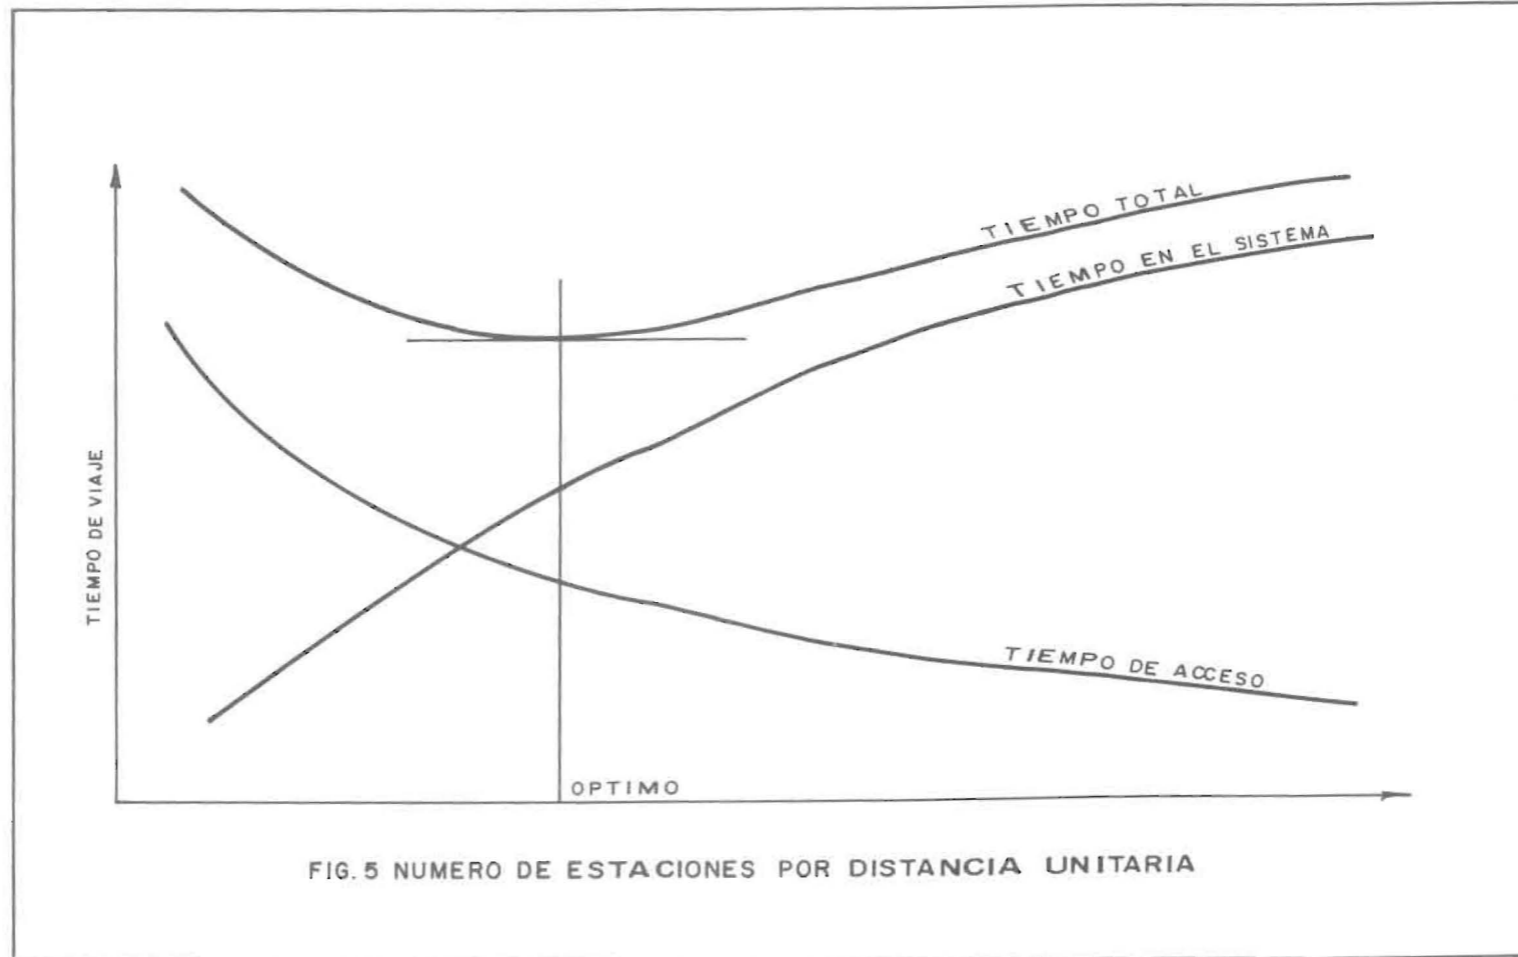 TIEMPO TOTAL
TIEMPO EN EL SISTEMA
TIEMPO DE VIAJE
TIEMPO DE ACCESO
OPTIMO
FIG. 5 NUMERO DE ESTACIONES POR DISTANCIA UNITARIA